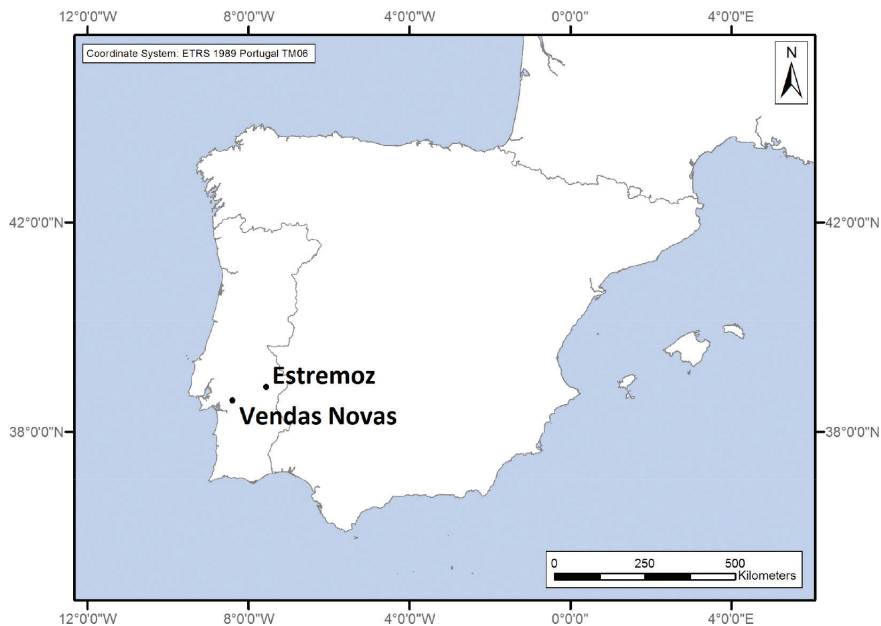 12°0'0"W 8°0'0"W 4°0'0"W 0°0'0" 4°0'0"E
Coordinate System: ETRS 1989 Portugal TM06
N
42°0'0"N
42°0'0"N
Estremoz
Vendas Novas
38°0'0"N
38°0'0"N
0 250 500
Kilometers
12°0'0"W 8°0'0"W 4°0'0"W 0°0'0" 4°0'0"E